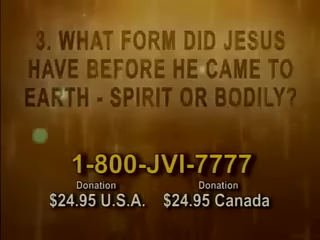 3. WHAT FORM DID JESUS
HAVE BEFORE HE CAME TO
EARTH - SPIRIT OR BODILY?
1-800-JVI-7777
Donation Donation
$24.95 U.S.A. $24.95 Canada